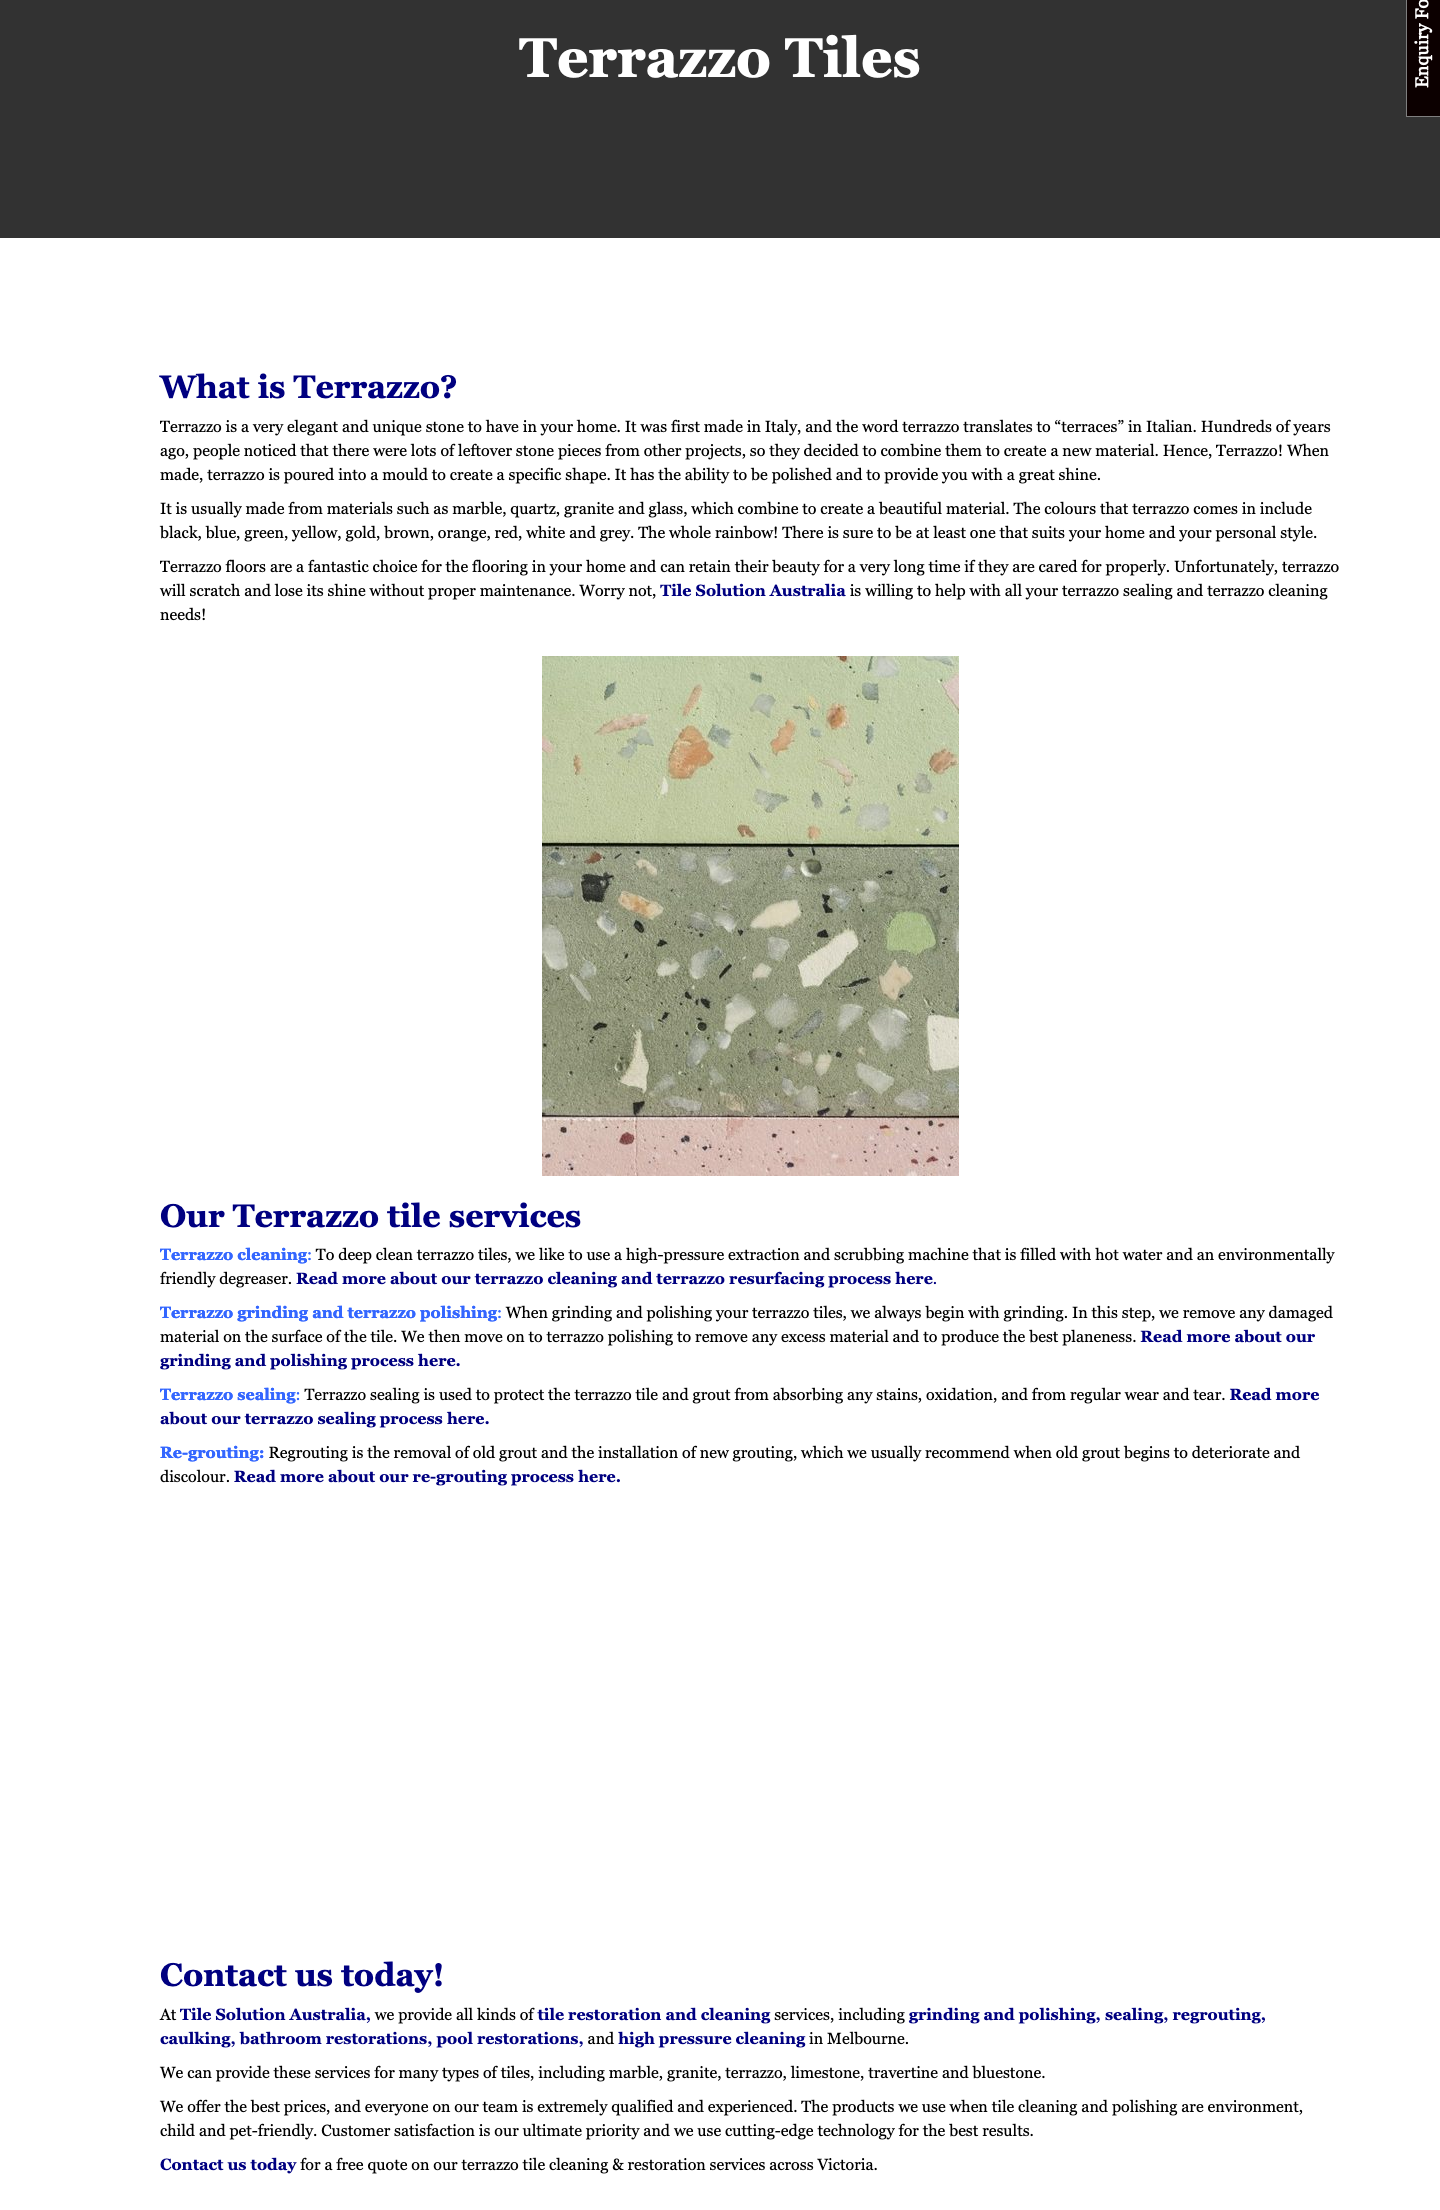 Terrazzo Tiles
Enquiry Fo
What is Terrazzo?
Terrazzo is a very elegant and unique stone to have in your home. It was first made in Italy, and the word terrazzo translates to “terraces” in Italian. Hundreds of years
ago, people noticed that there were lots of leftover stone pieces from other projects, so they decided to combine them to create a new material. Hence, Terrazzo! When
made, terrazzo is poured into a mould to create a specific shape. It has the ability to be polished and to provide you with a great shine.
It is usually made from materials such as marble, quartz, granite and glass, which combine to create a beautiful material. The colours that terrazzo comes in include
black, blue, green, yellow, gold, brown, orange, red, white and grey. The whole rainbow! There is sure to be at least one that suits your home and your personal style.
Terrazzo floors are a fantastic choice for the flooring in your home and can retain their beauty for a very long time if they are cared for properly. Unfortunately, terrazzo
will scratch and lose its shine without proper maintenance. Worry not, Tile Solution Australia is willing to help with all your terrazzo sealing and terrazzo cleaning
needs!
Our Terrazzo tile services
Terrazzo cleaning: To deep clean terrazzo tiles, we like to use a high-pressure extraction and scrubbing machine that is filled with hot water and an environmentally
friendly degreaser. Read more about our terrazzo cleaning and terrazzo resurfacing process here.
Terrazzo grinding and terrazzo polishing: When grinding and polishing your terrazzo tiles, we always begin with grinding. In this step, we remove any damaged
material on the surface of the tile. We then move on to terrazzo polishing to remove any excess material and to produce the best planeness. Read more about our
grinding and polishing process here.
Terrazzo sealing: Terrazzo sealing is used to protect the terrazzo tile and grout from absorbing any stains, oxidation, and from regular wear and tear. Read more
about our terrazzo sealing process here.
Re-grouting: Regrouting is the removal of old grout and the installation of new grouting, which we usually recommend when old grout begins to deteriorate and
discolour. Read more about our re-grouting process here.
Contact us today!
At Tile Solution Australia, we provide all kinds of tile restoration and cleaning services, including grinding and polishing, sealing, regrouting,
caulking, bathroom restorations, pool restorations, and high pressure cleaning in Melbourne.
We can provide these services for many types of tiles, including marble, granite, terrazzo, limestone, travertine and bluestone.
We offer the best prices, and everyone on our team is extremely qualified and experienced. The products we use when tile cleaning and polishing are environment,
child and pet-friendly. Customer satisfaction is our ultimate priority and we use cutting-edge technology for the best results.
Contact us today for a free quote on our terrazzo tile cleaning & restoration services across Victoria.